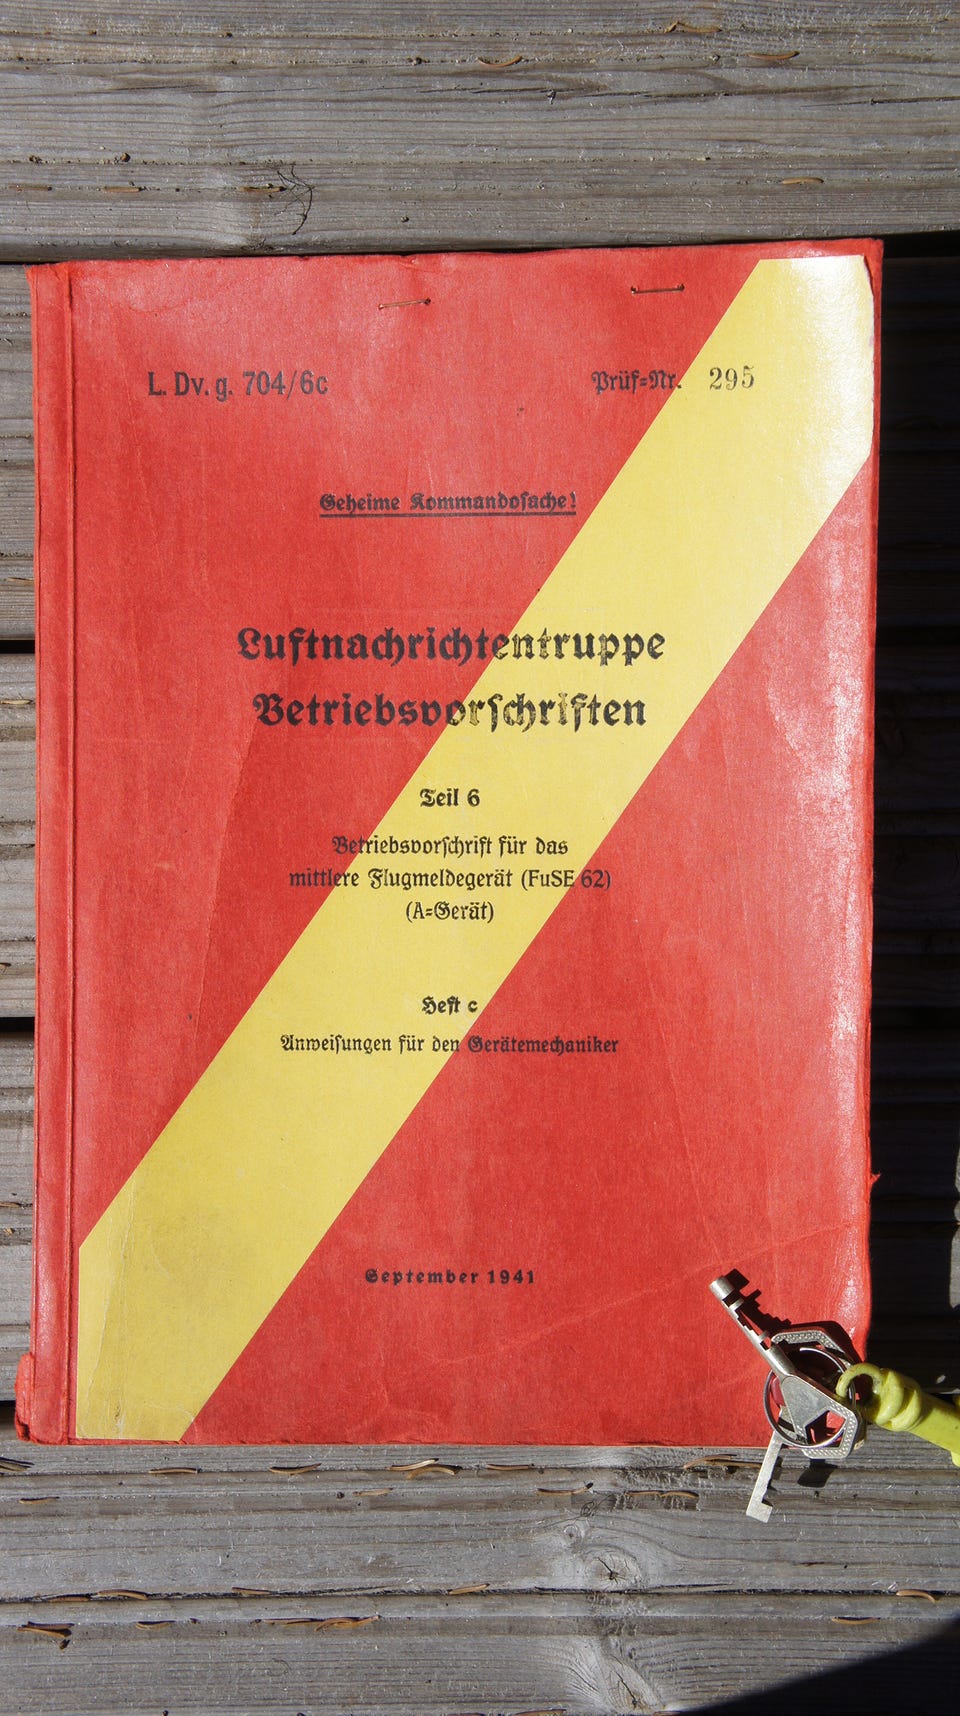 L. Dv. g. 704/6c
Prüf=Nr. 295
Geheime Kommandosache!
Luftnachrichtentruppe
Betriebsvorschriften
Teil 6
Betriebsvorschrift für das
mittlere Flugmeldegerät (FuSE 62)
(A=Gerät)
Heft c
Anweisungen für den Gerätemechaniker
September 1941